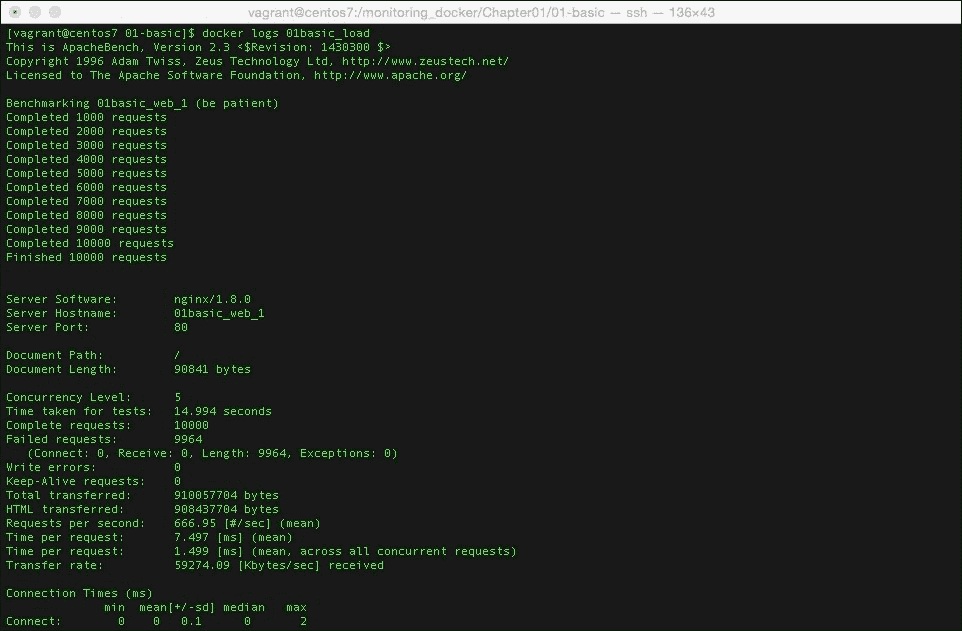 vagrant@centos7:/monitoring_docker/Chapter01/01-basic — ssh — 136×43
[vagrant@centos7 01-basic]$ docker logs 01basic_load
This is ApacheBench, Version 2.3 <$Revision: 1430300 $>
Copyright 1996 Adam Twiss, Zeus Technology Ltd, http://www.zeustech.net/
Licensed to The Apache Software Foundation, http://www.apache.org/
Benchmarking 01basic_web_1 (be patient)
Completed 1000 requests
Completed 2000 requests
Completed 3000 requests
Completed 4000 requests
Completed 5000 requests
Completed 6000 requests
Completed 7000 requests
Completed 8000 requests
Completed 9000 requests
Completed 10000 requests
Finished 10000 requests
Server Software: nginx/1.8.0
Server Hostname: 01basic_web_1
Server Port: 80
Document Path: /
Document Length: 90841 bytes
Concurrency Level: 5
Time taken for tests: 14.994 seconds
Complete requests: 10000
Failed requests: 9964
(Connect: 0, Receive: 0, Length: 9964, Exceptions: 0)
Write errors: 0
Keep-Alive requests: 0
Total transferred: 910057704 bytes
HTML transferred: 908437704 bytes
Requests per second: 666.95 [#/sec] (mean)
Time per request: 7.497 [ms] (mean)
Time per request: 1.499 [ms] (mean, across all concurrent requests)
Transfer rate: 59274.09 [Kbytes/sec] received
Connection Times (ms)
min mean[+/-sd] median max
Connect: 0 0 0.1 0 2